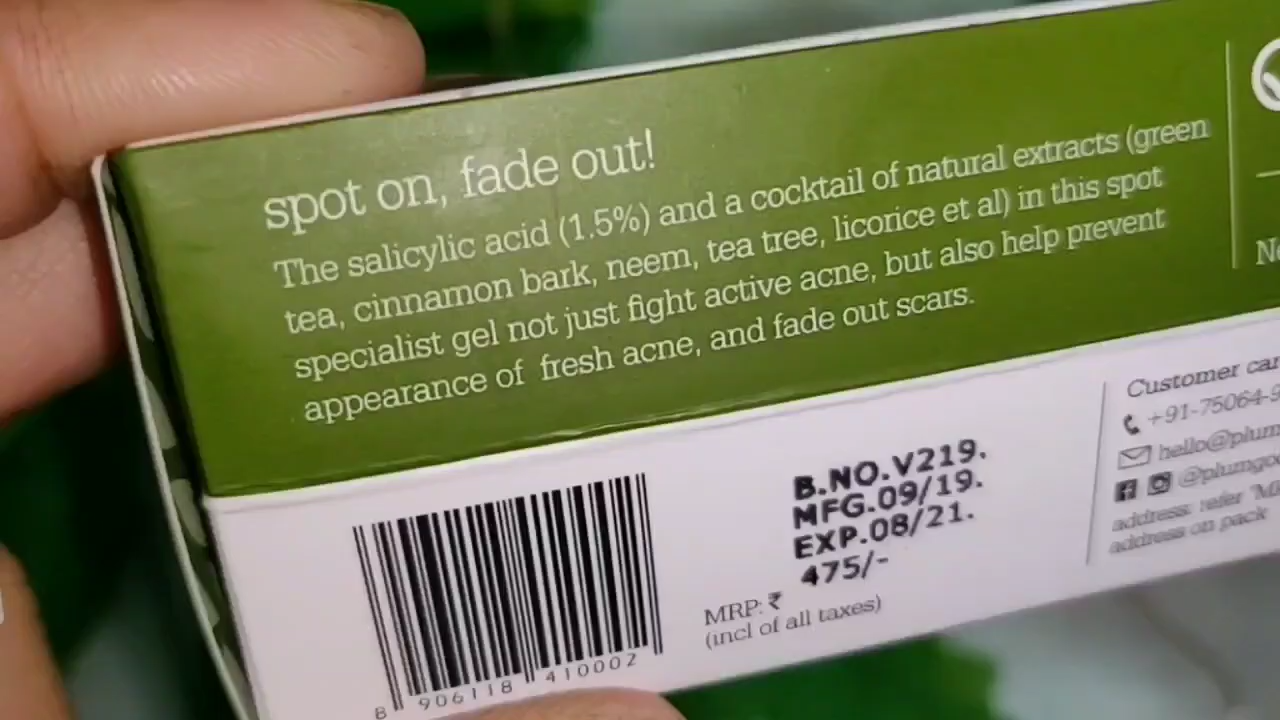 spot on, fade out!
The salicylic acid (1.5%) and a cocktail of natural extracts (green
tea, cinnamon bark, neem, tea tree, licorice et al) in this spot
specialist gel not just fight active acne, but also help prevent
appearance of fresh acne, and fade out scars.
B.NO.V219.
MFG.09/19.
EXP.08/21.
475/-
MRP: ₹
(incl of all taxes)
8 906118 410002
Customer car
+91-75064-9
hello@plum
@plumgoo
address: refer "M
address on pack